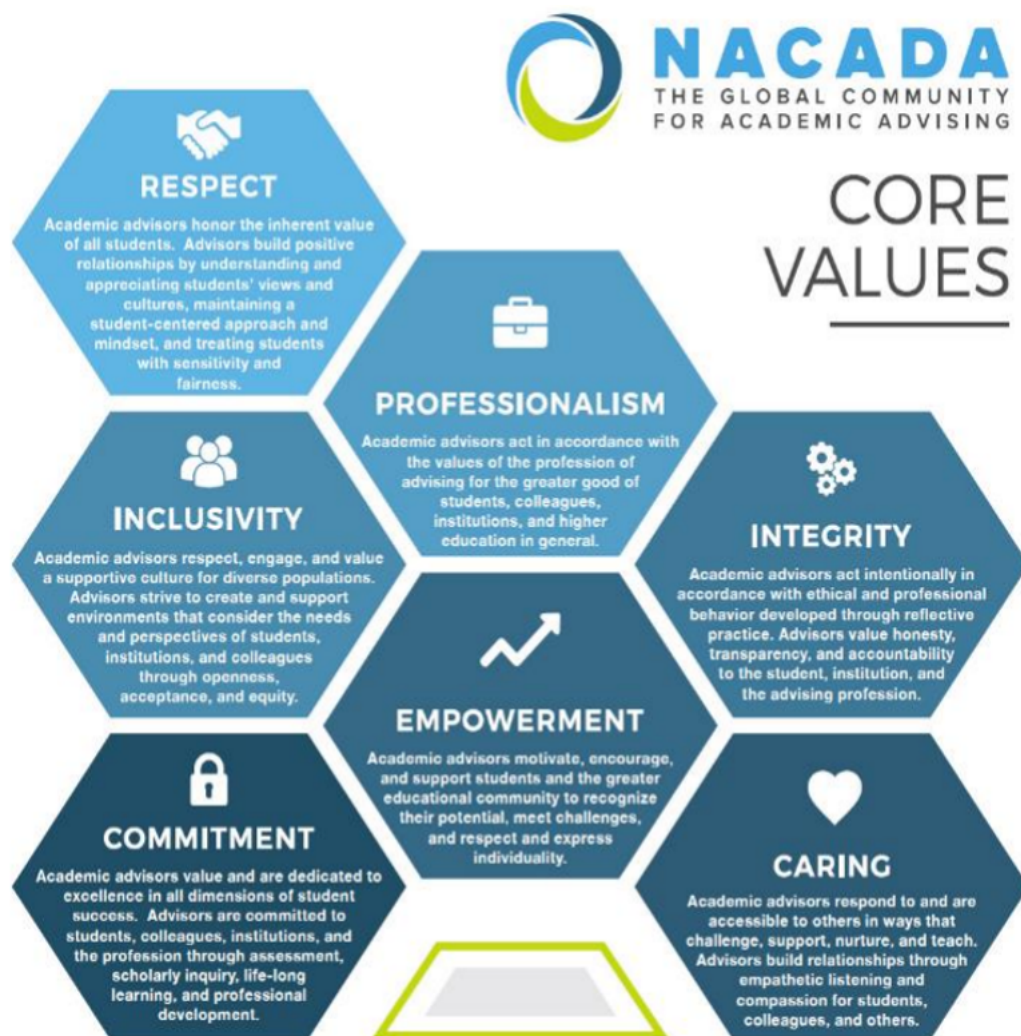 NACADA
THE GLOBAL COMMUNITY
FOR ACADEMIC ADVISING
CORE
VALUES
RESPECT
Academic advisors honor the inherent value
of all students. Advisors build positive
relationships by understanding and
appreciating students' views and
cultures, maintaining a
student-centered approach and
mindset, and treating students
with sensitivity and
fairness.
PROFESSIONALISM
Academic advisors act in accordance with
the values of the profession of
advising for the greater good of
students, colleagues,
institutions, and higher
education in general.
INCLUSIVITY
Academic advisors respect, engage, and value
a supportive culture for diverse populations.
Advisors strive to create and support
environments that consider the needs
and perspectives of students,
institutions, and colleagues
through openness,
acceptance, and equity.
INTEGRITY
Academic advisors act intentionally in
accordance with ethical and professional
behavior developed through reflective
practice. Advisors value honesty,
transparency, and accountability
to the student, institution, and
the advising profession.
EMPOWERMENT
Academic advisors motivate, encourage,
and support students and the greater
educational community to recognize
their potential, meet challenges,
and respect and express
individuality.
COMMITMENT
Academic advisors value and are dedicated to
excellence in all dimensions of student
success. Advisors are committed to
students, colleagues, institutions, and
the profession through assessment,
scholarly inquiry, life-long
learning, and professional
development.
CARING
Academic advisors respond to and are
accessible to others in ways that
challenge, support, nurture, and teach.
Advisors build relationships through
empathetic listening and
compassion for students,
colleagues, and others.